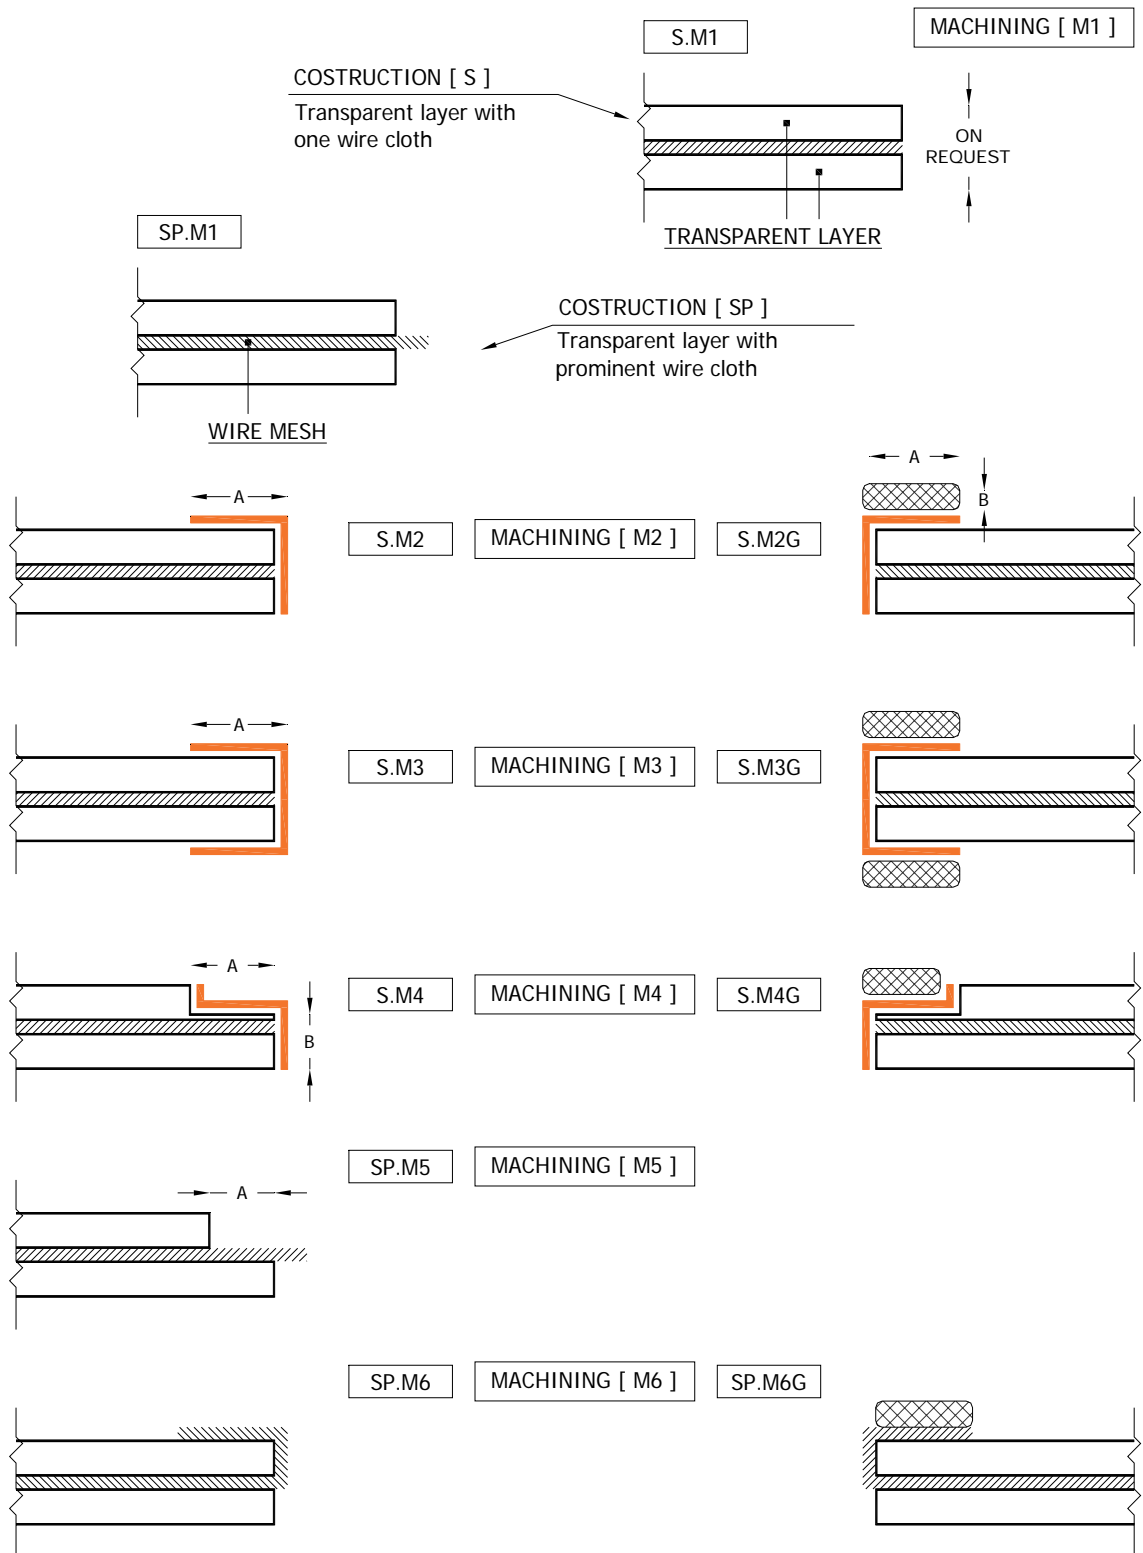 S.M1
MACHINING [ M1 ]
COSTRUCTION [ S ]
Transparent layer with
one wire cloth
ON
REQUEST
TRANSPARENT LAYER
SP.M1
COSTRUCTION [ SP ]
Transparent layer with
prominent wire cloth
WIRE MESH
A
A
B
S.M2
MACHINING [ M2 ]
S.M2G
A
S.M3
MACHINING [ M3 ]
S.M3G
A
B
S.M4
MACHINING [ M4 ]
S.M4G
SP.M5
MACHINING [ M5 ]
A
SP.M6
MACHINING [ M6 ]
SP.M6G